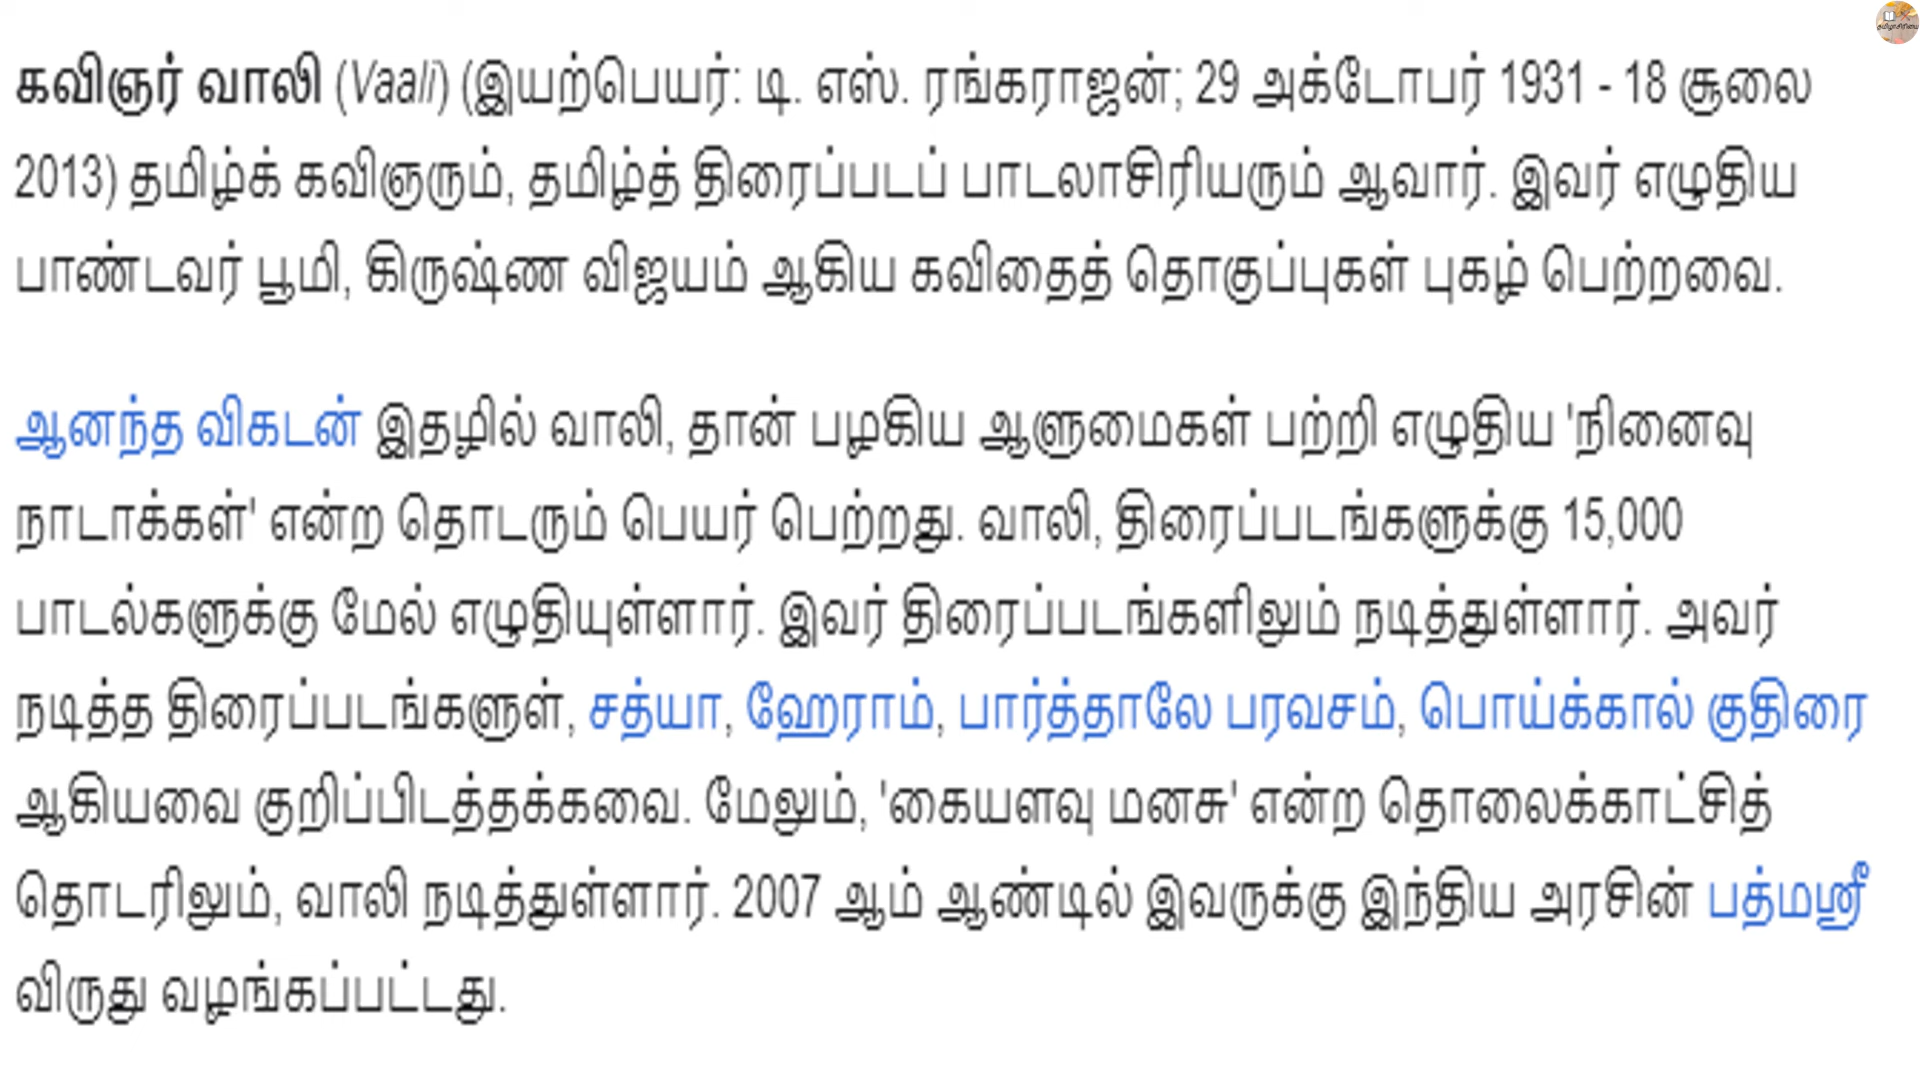 கவிஞர் வாலி (Vaali) (இயற்பெயர்: டி. எஸ். ரங்கராஜன்; 29 அக்டோபர் 1931 - 18 சூலை
2013) தமிழ்க் கவிஞரும், தமிழ்த் திரைப்படப் பாடலாசிரியரும் ஆவார். இவர் எழுதிய
பாண்டவர் பூமி, கிருஷ்ண விஜயம் ஆகிய கவிதைத் தொகுப்புகள் புகழ் பெற்றவை.
ஆனந்த விகடன் இதழில் வாலி, தான் பழகிய ஆளுமைகள் பற்றி எழுதிய 'நினைவு
நாடாக்கள்' என்ற தொடரும் பெயர் பெற்றது. வாலி, திரைப்படங்களுக்கு 15,000
பாடல்களுக்கு மேல் எழுதியுள்ளார். இவர் திரைப்படங்களிலும் நடித்துள்ளார். அவர்
நடித்த திரைப்படங்களுள், சத்யா, ஹேராம், பார்த்தாலே பரவசம், பொய்க்கால் குதிரை
ஆகியவை குறிப்பிடத்தக்கவை. மேலும், 'கையளவு மனசு' என்ற தொலைக்காட்சித்
தொடரிலும், வாலி நடித்துள்ளார். 2007 ஆம் ஆண்டில் இவருக்கு இந்திய அரசின் பத்மஸ்ரீ
விருது வழங்கப்பட்டது.